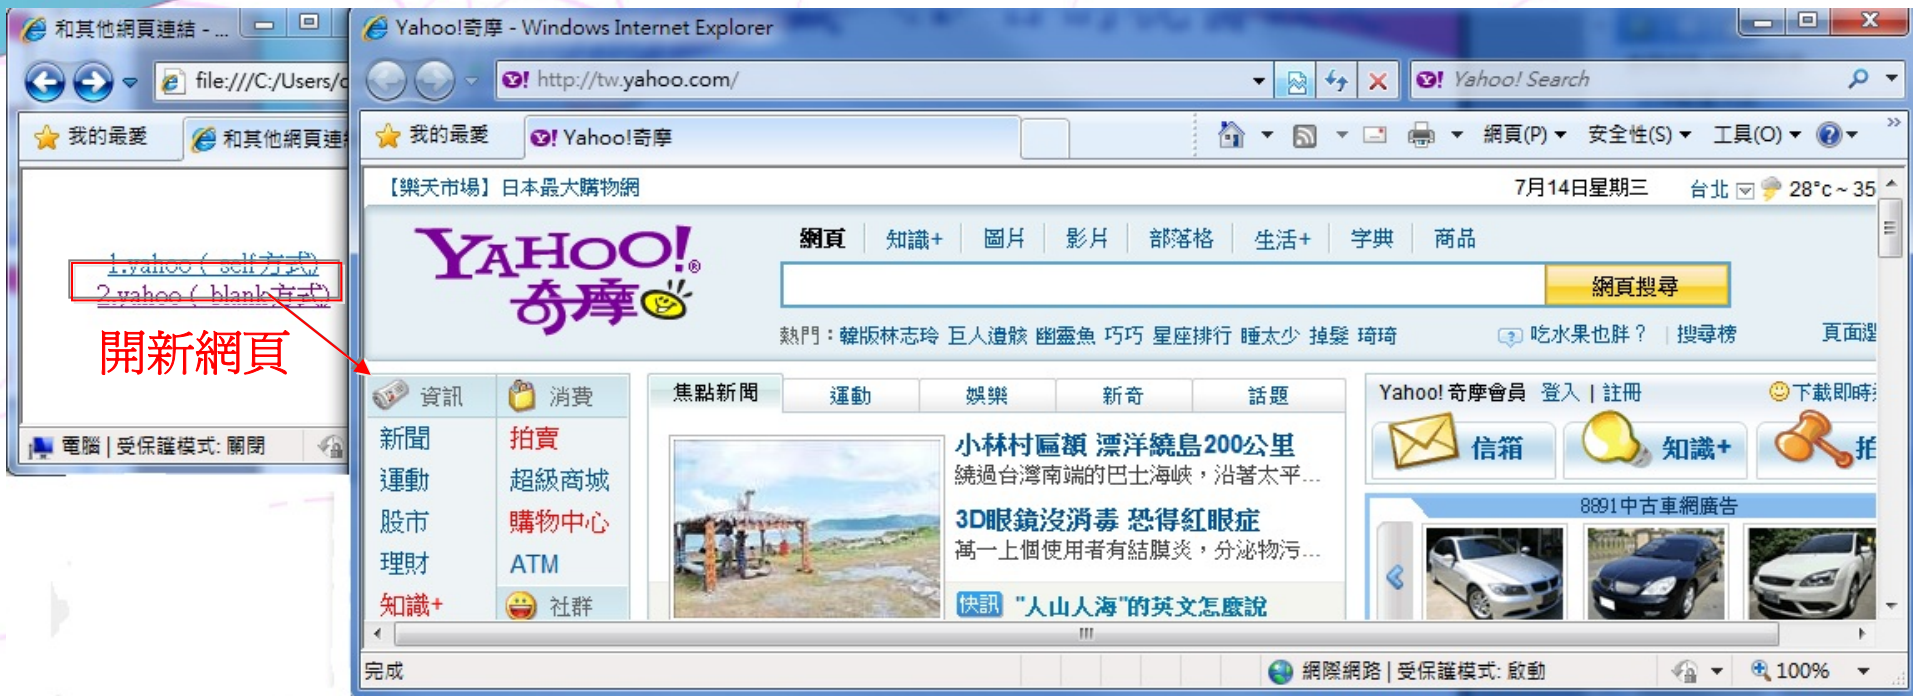 和其他網頁連結 - ...
file:///C:/Users/c
我的最愛
和其他網頁連
1.yahoo (_self方式)
2.yahoo (_blank方式)
開新網頁
電腦 | 受保護模式: 關閉
Yahoo!奇摩 - Windows Internet Explorer
http://tw.yahoo.com/
Yahoo! Search
我的最愛
Yahoo!奇摩
網頁(P)
安全性(S)
工具(O)
【樂天市場】日本最大購物網
7月14日星期三
台北
28°c ~ 35
YAHOO!®
奇摩
網頁 知識+ 圖片 影片 部落格 生活+ 字典 商品
網頁搜尋
熱門：韓版林志玲 巨人遺骸 幽靈魚 巧巧 星座排行 睡太少 掉髮 琦琦
吃水果也胖？ | 搜尋榜
頁面
資訊
新聞
運動
股市
理財
知識+
消費
拍賣
超級商城
購物中心
ATM
社群
焦點新聞 運動 娛樂 新奇 話題
小林村匾額 漂洋繞島200公里
繞過台灣南端的巴士海峽，沿著太平...
3D眼鏡沒消毒 恐得紅眼症
萬一上個使用者有結膜炎，分泌物污...
快訊 "人山人海"的英文怎麼說
Yahoo!奇摩會員 登入 | 註冊
下載即時
信箱
知識+
拍
8891中古車網廣告
完成
網際網路 | 受保護模式: 啟動
100%